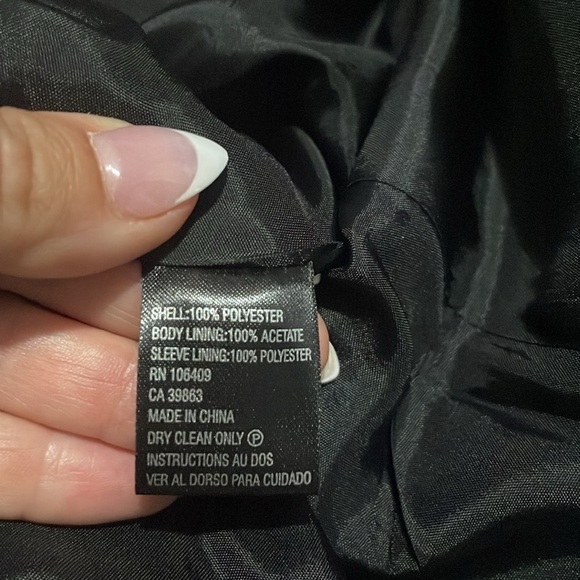 SHELL:100% POLYESTER
BODY LINING:100% ACETATE
SLEEVE LINING:100% POLYESTER
RN 106409
CA 39863
MADE IN CHINA
DRY CLEAN ONLY Ⓟ
INSTRUCTIONS AU DOS
VER AL DORSO PARA CUIDADO